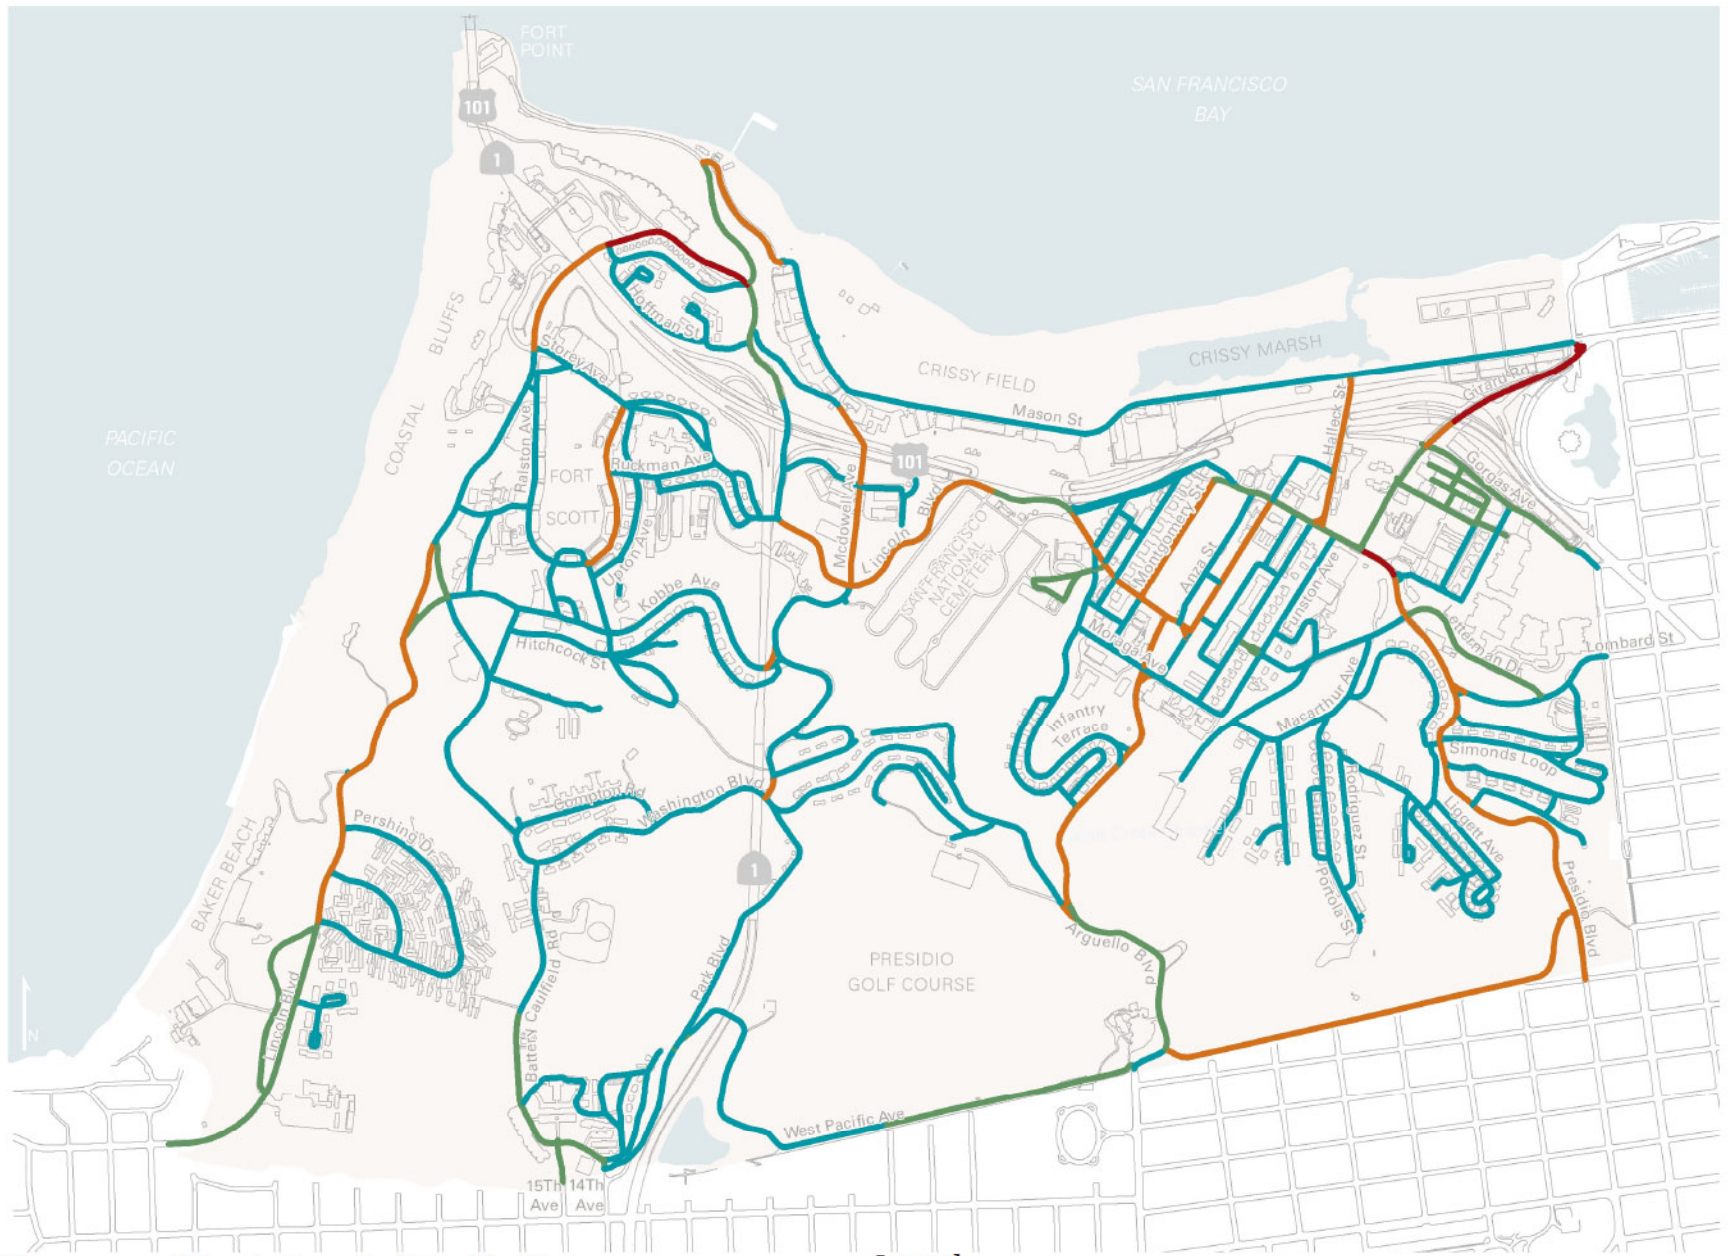 FORT
POINT
101
1
SAN FRANCISCO
BAY
PACIFIC
OCEAN
COASTAL
BLUFFS
Hoffman St
Storey Ave
Ralston Ave
FORT
SCOTT
Ruckman Ave
Upton Ave
Kobbe Ave
Hitchcock St
CRISSY FIELD
CRISSY MARSH
Mason St
101
Mcdowell Ave
Lincoln
Blvd
SAN FRANCISCO
NATIONAL
CEMETERY
Halleck St
Girard Rd
Gorgas Ave
Montgomery St
Anza St
Funston Ave
Moraga Ave
Letterman Dr
Lombard St
Infantry
Terrace
Macarthur Ave
Simonds Loop
Rodriguez St
Portola St
Liggett Ave
Presidio Blvd
Compton Rd
Washington Blvd
Pershing Dr
BAKER BEACH
1
Lincoln Blvd
Battery Caulfield Rd
Park Blvd
PRESIDIO
GOLF COURSE
Arguello Blvd
West Pacific Ave
15Th
Ave
14Th
Ave
N